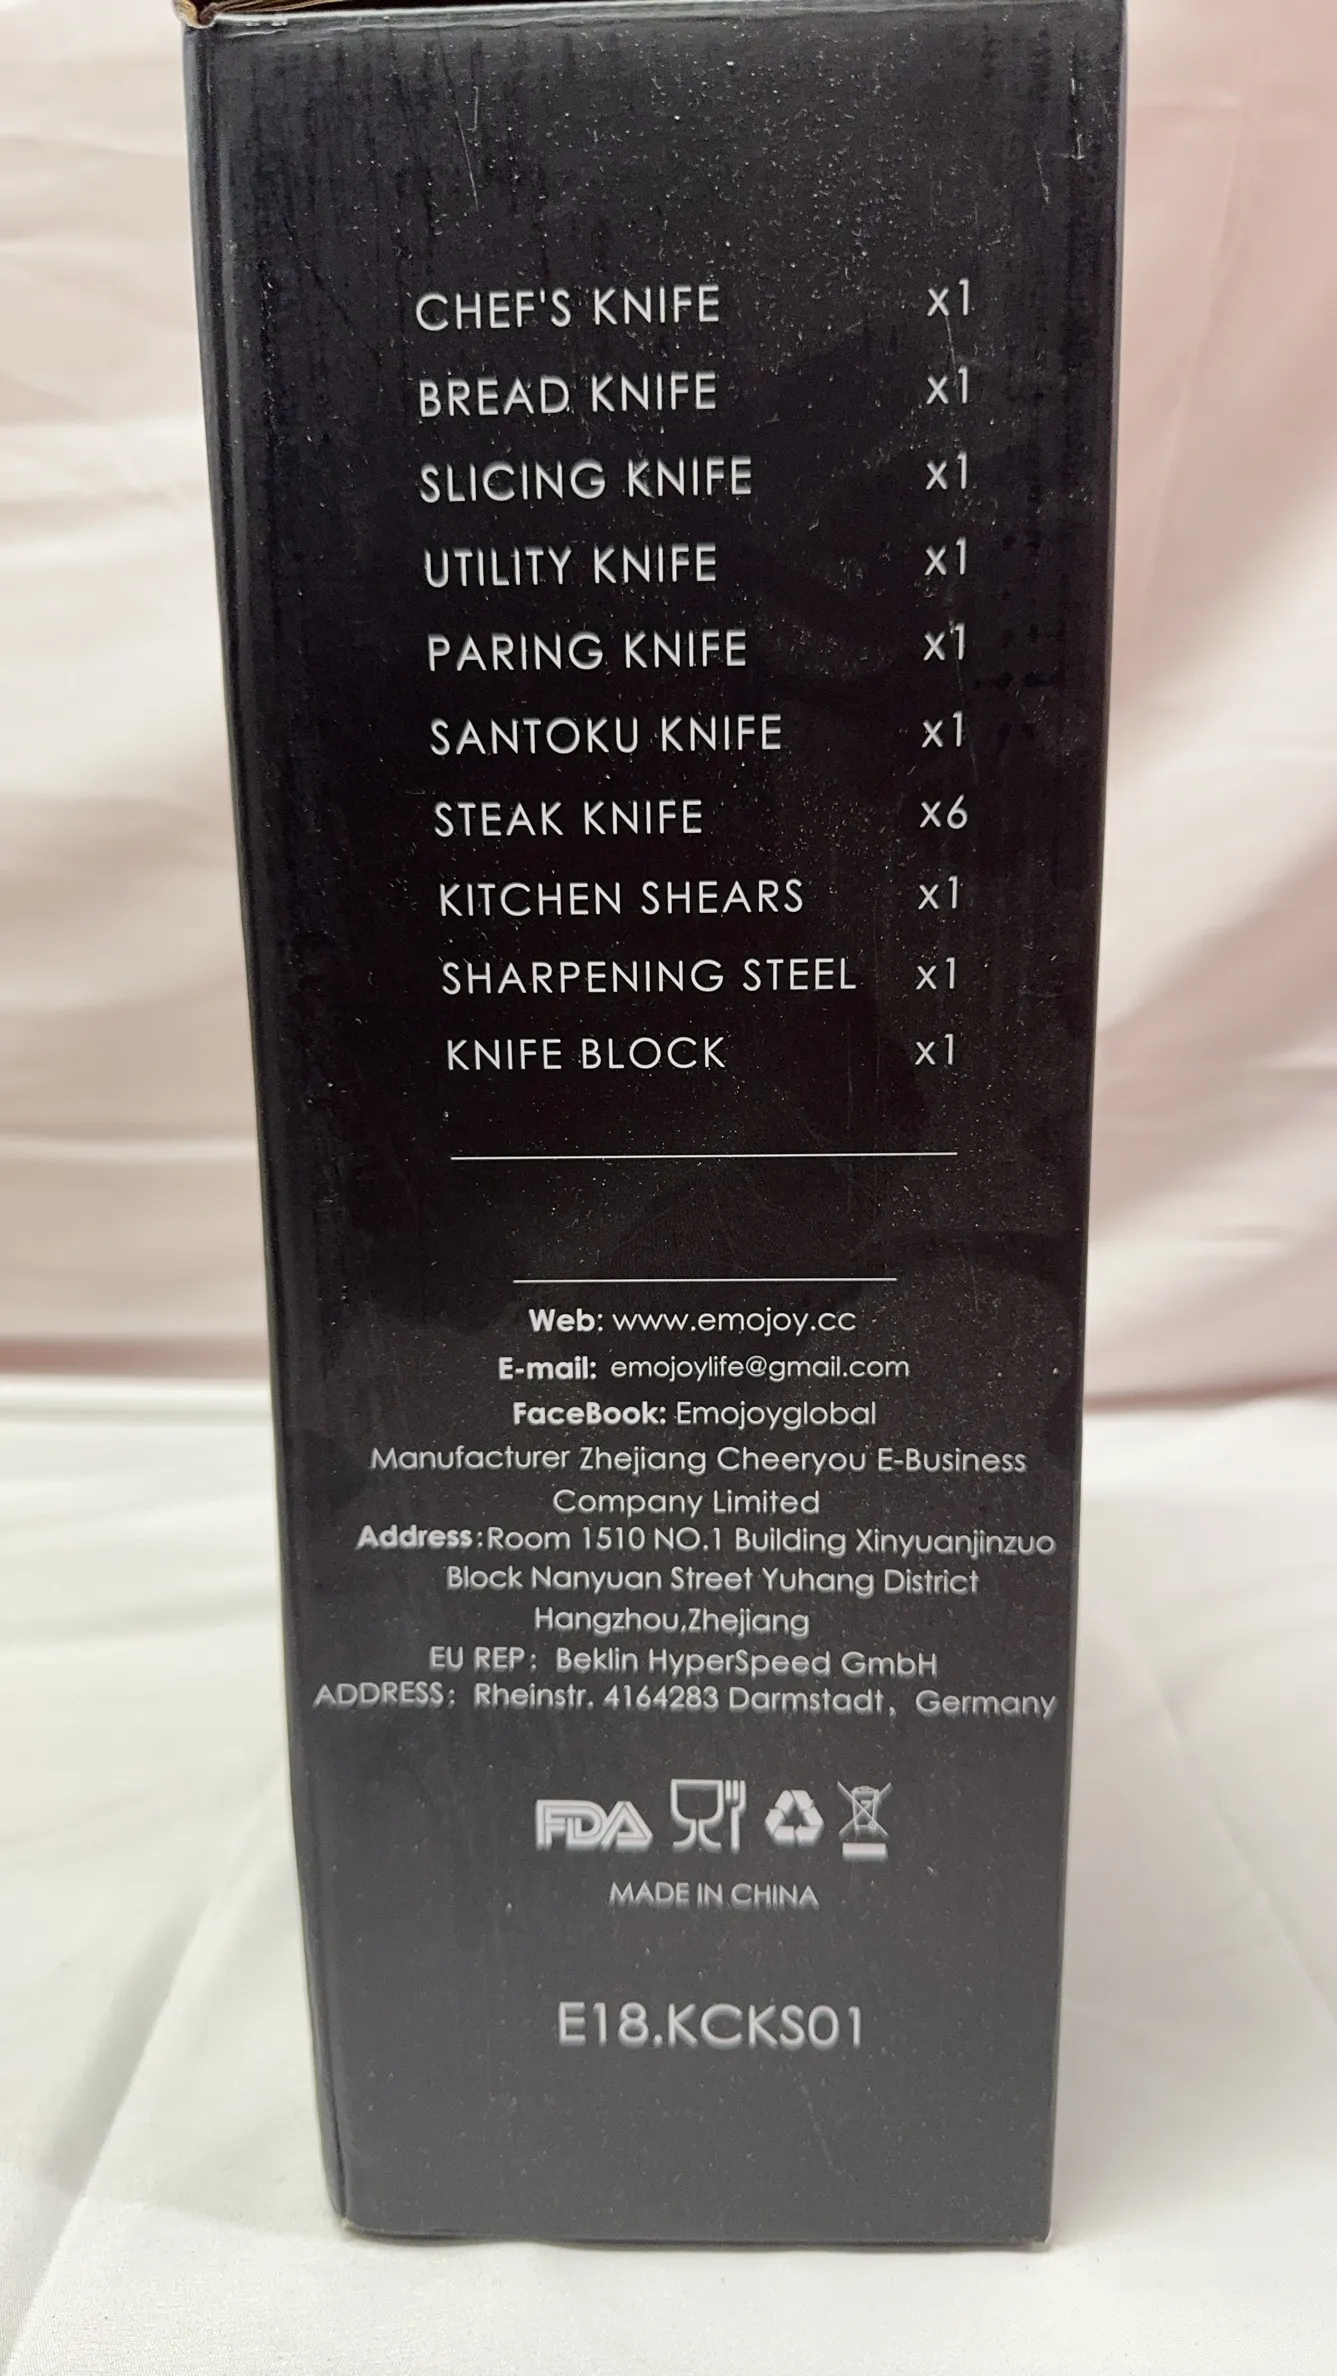 CHEF'S KNIFE x1
BREAD KNIFE x1
SLICING KNIFE x1
UTILITY KNIFE x1
PARING KNIFE x1
SANTOKU KNIFE x1
STEAK KNIFE x6
KITCHEN SHEARS x1
SHARPENING STEEL x1
KNIFE BLOCK x1
Web: www.emojoy.cc
E-mail: emojoylife@gmail.com
FaceBook: Emojoyglobal
Manufacturer Zhejiang Cheeryou E-Business
Company Limited
Address:Room 1510 NO.1 Building Xinyuanjinzuo
Block Nanyuan Street Yuhang District
Hangzhou,Zhejiang
EU REP: Beklin HyperSpeed GmbH
ADDRESS: Rheinstr. 4164283 Darmstadt, Germany
FDA
MADE IN CHINA
E18.KCKS01